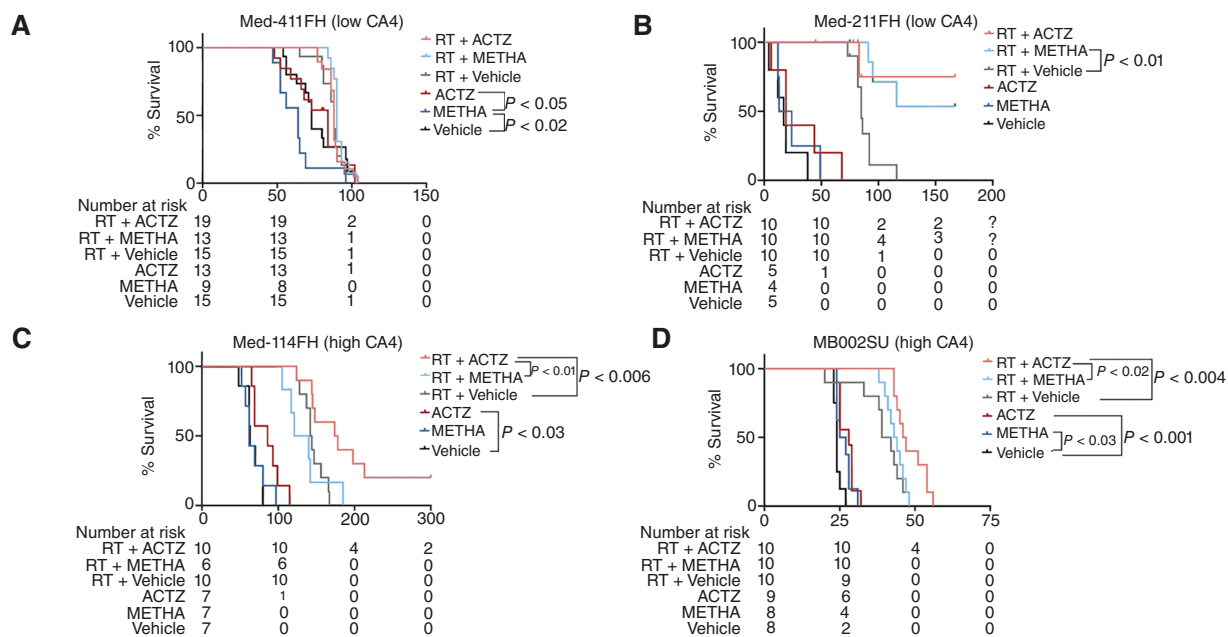 A
Med-411FH (low CA4)
% Survival
100
50
0
0 50 100 150
RT + ACTZ
RT + METHA
RT + Vehicle
ACTZ
METHA
Vehicle
P < 0.05
P < 0.02
Number at risk
RT + ACTZ 19 19 2 0
RT + METHA 13 13 1 0
RT + Vehicle 15 15 1 0
ACTZ 13 13 1 0
METHA 9 8 0 0
Vehicle 15 15 1 0
B
Med-211FH (low CA4)
% Survival
100
50
0
0 50 100 150 200
RT + ACTZ
RT + METHA
RT + Vehicle
ACTZ
METHA
Vehicle
P < 0.01
Number at risk
RT + ACTZ 10 10 2 2 ?
RT + METHA 10 10 4 3 ?
RT + Vehicle 10 10 1 0 0
ACTZ 5 1 0 0 0
METHA 4 0 0 0 0
Vehicle 5 0 0 0 0
C
Med-114FH (high CA4)
% Survival
100
50
0
0 100 200 300
RT + ACTZ
RT + METHA
RT + Vehicle
ACTZ
METHA
Vehicle
P < 0.01
P < 0.006
P < 0.03
Number at risk
RT + ACTZ 10 10 4 2
RT + METHA 6 6 0 0
RT + Vehicle 10 10 0 0
ACTZ 7 1 0 0
METHA 7 0 0 0
Vehicle 7 0 0 0
D
MB002SU (high CA4)
% Survival
100
50
0
0 25 50 75
RT + ACTZ
RT + METHA
RT + Vehicle
ACTZ
METHA
Vehicle
P < 0.02
P < 0.004
P < 0.03
P < 0.001
Number at risk
RT + ACTZ 10 10 4 0
RT + METHA 10 10 0 0
RT + Vehicle 10 9 0 0
ACTZ 9 6 0 0
METHA 8 4 0 0
Vehicle 8 2 0 0